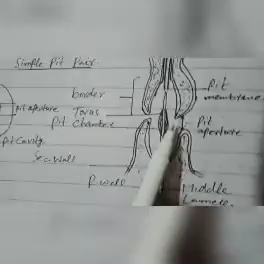 Simple Pit Pair.
border
Pit membrane
Pit aperture
Torus
Pit Chamber
Pit aperture
Pit Cavity
Sec. Wall
P. wall
Middle
Lamella.